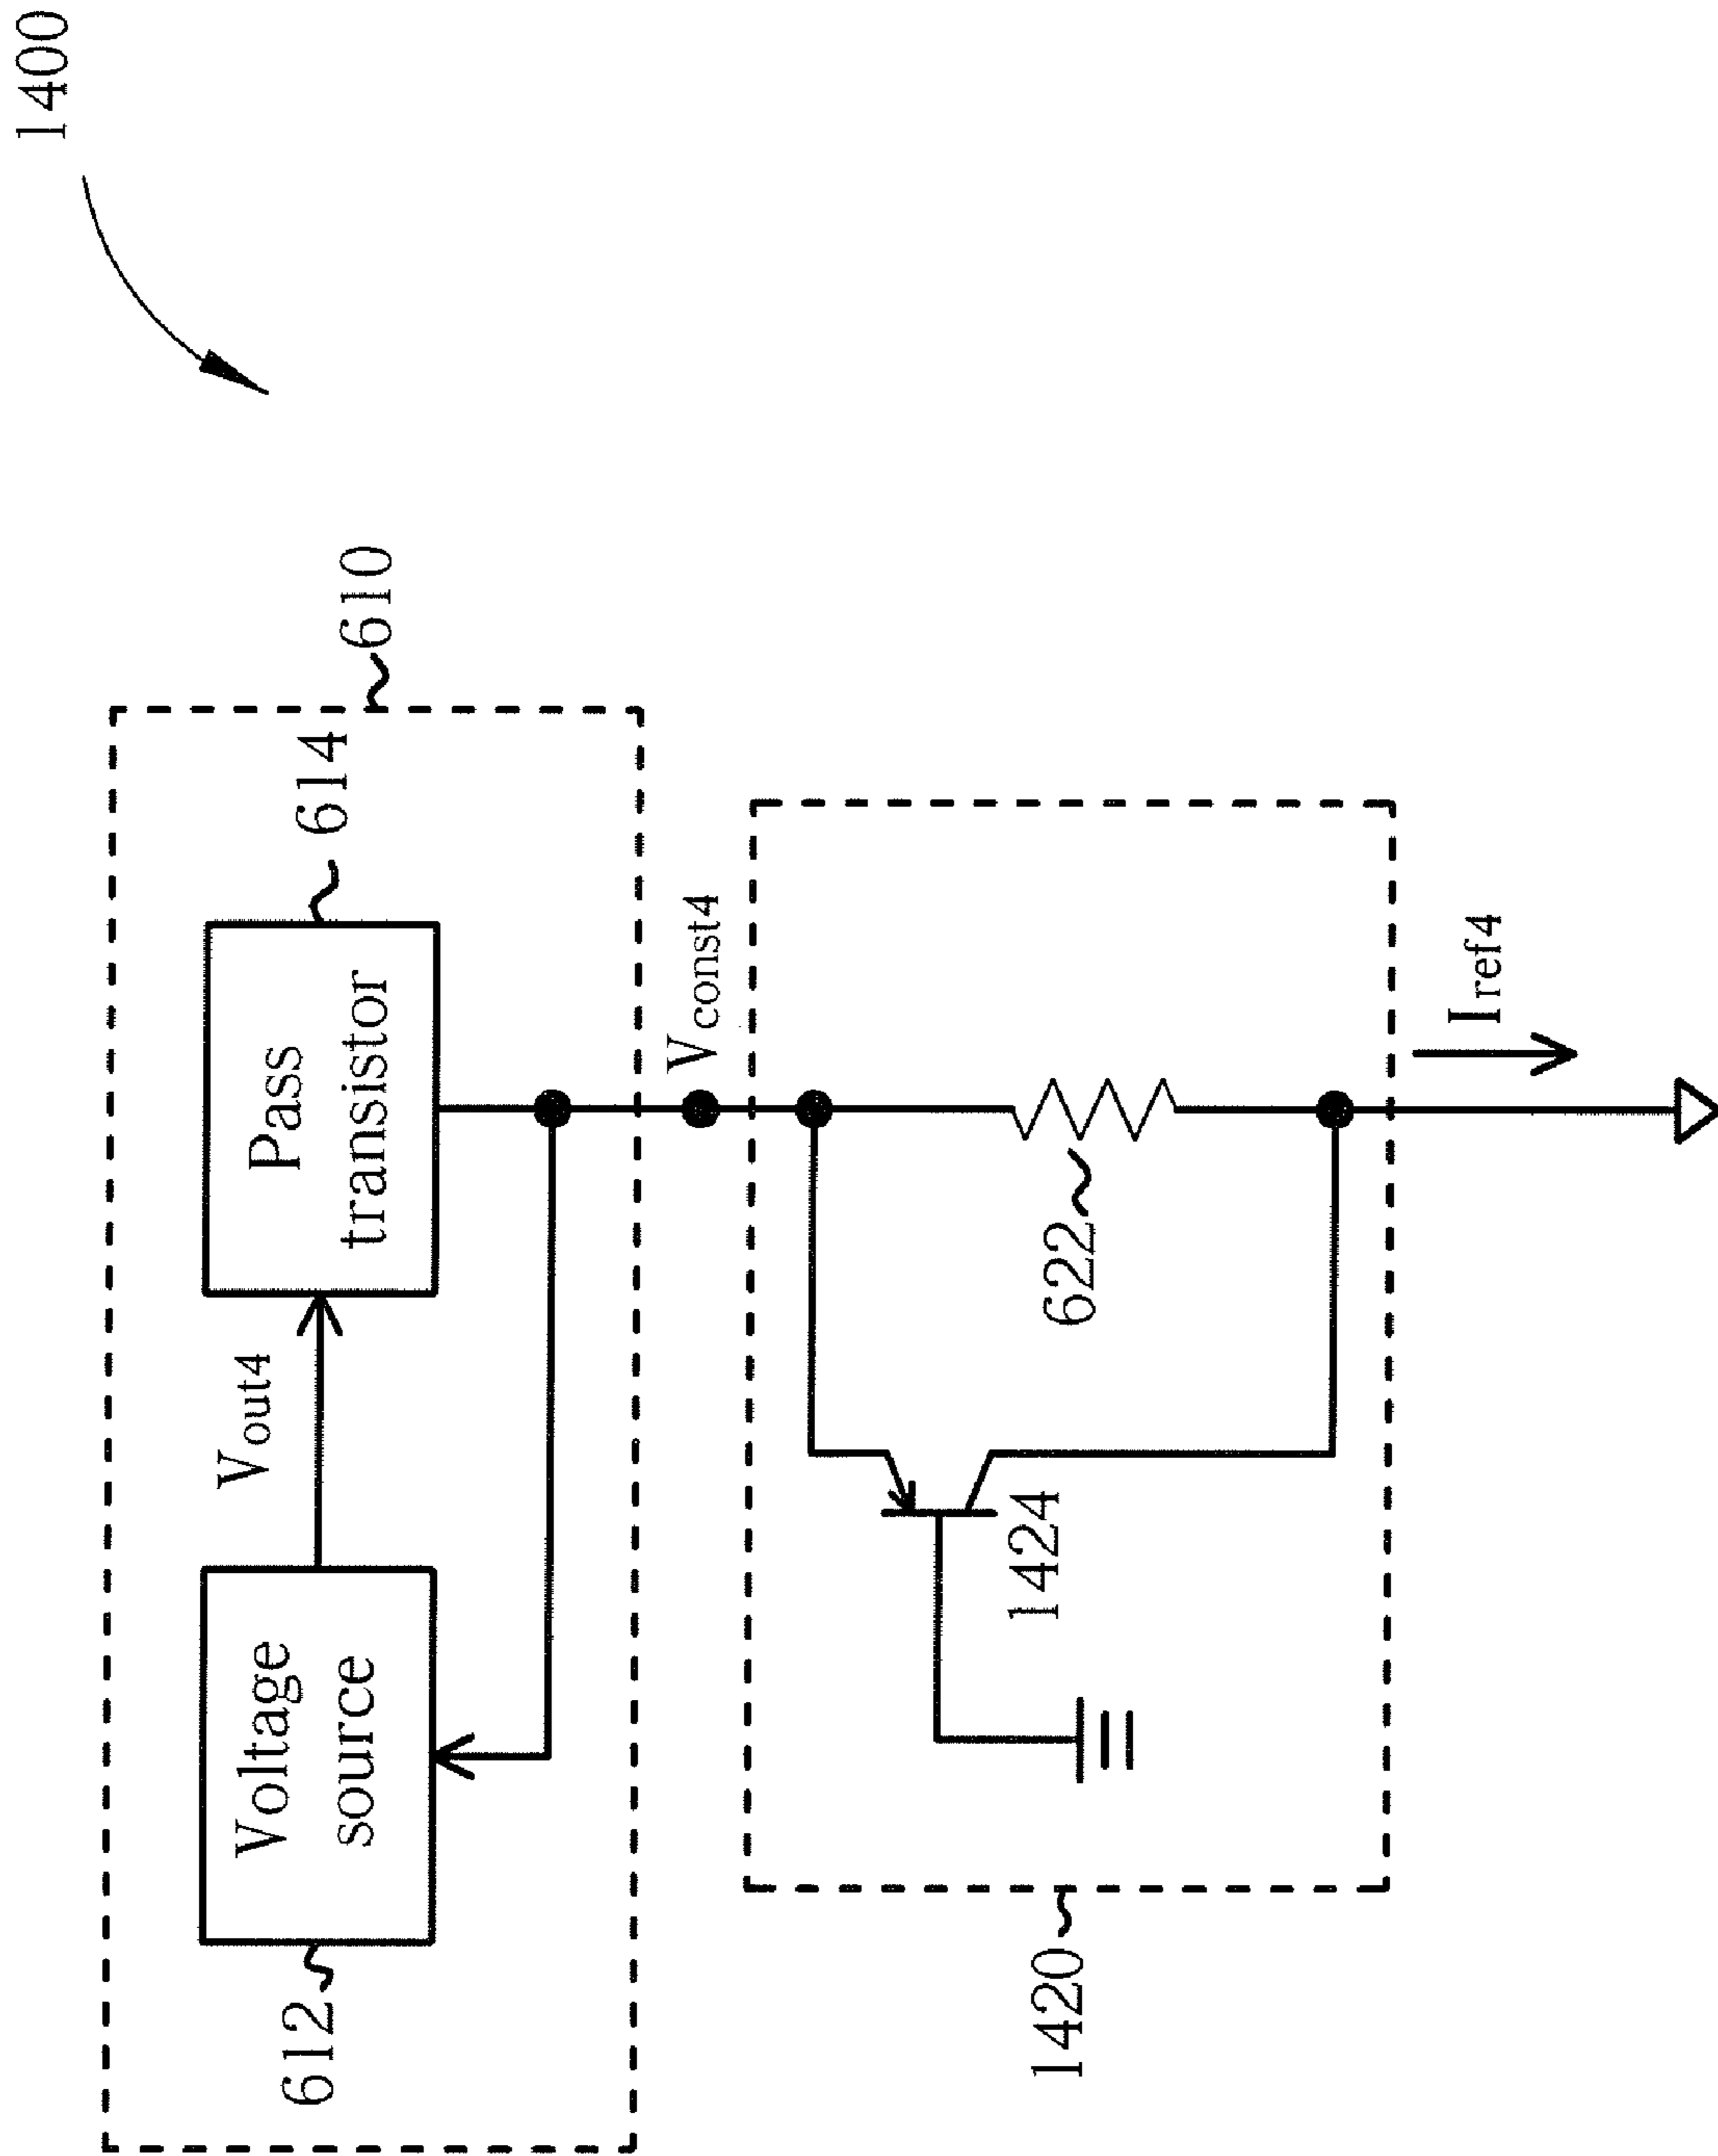 1400
610
614
Pass
transistor
Vout4
Voltage
source
612
Vconst4
622
1424
1420
Iref4